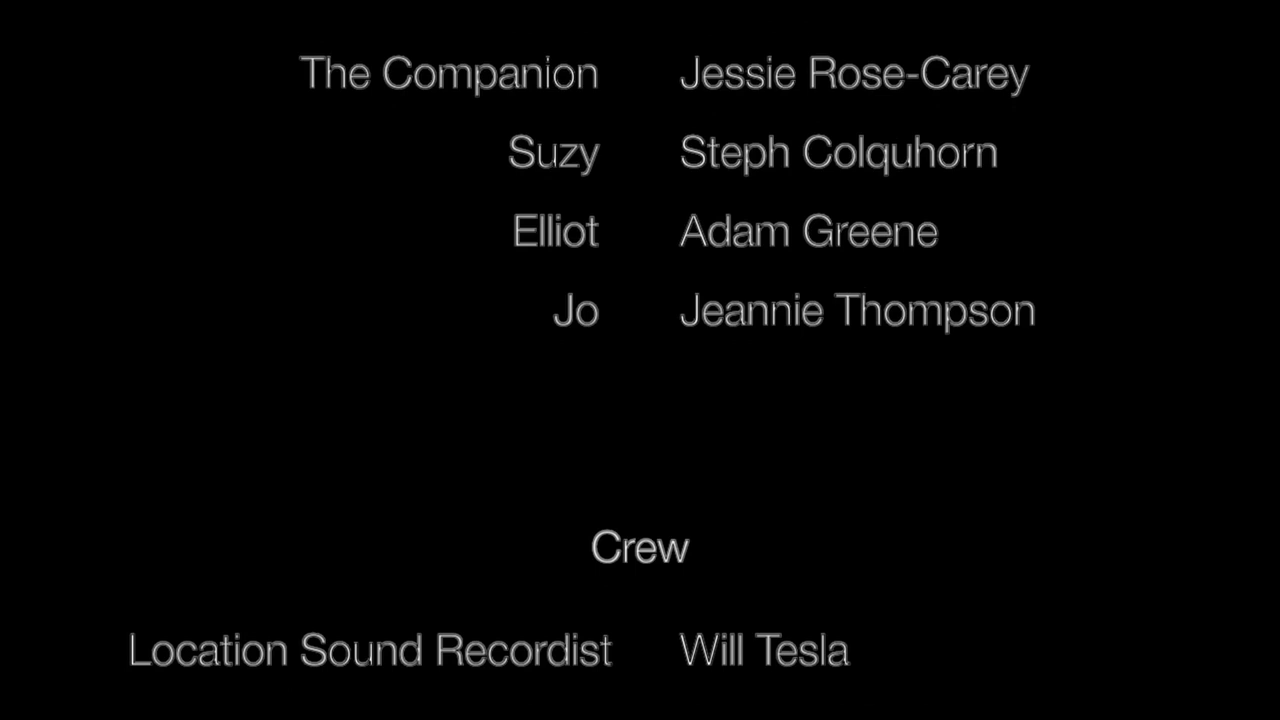 The Companion Jessie Rose-Carey
Suzy Steph Colquhorn
Elliot Adam Greene
Jo Jeannie Thompson
Crew
Location Sound Recordist Will Tesla